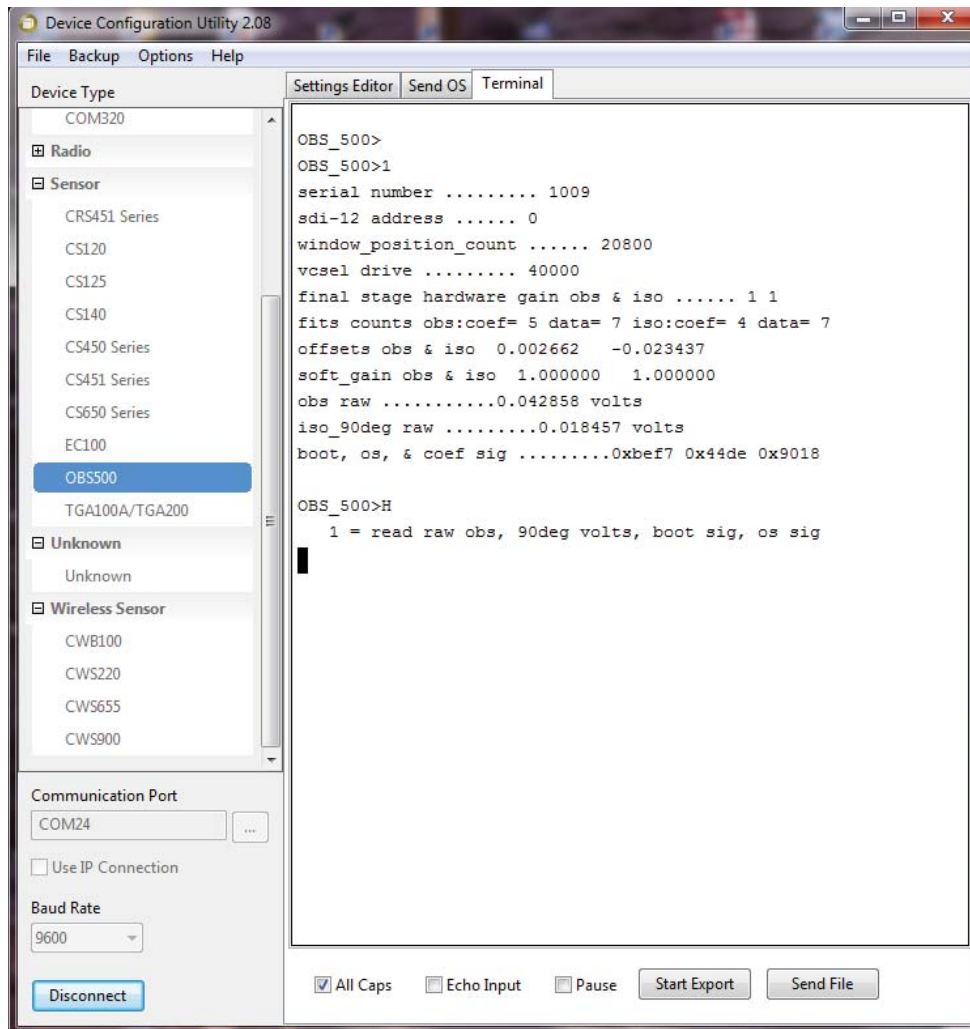 Device Configuration Utility 2.08
File Backup Options Help
Device Type
COM320
Radio
Sensor
CRS451 Series
CS120
CS125
CS140
CS450 Series
CS451 Series
CS650 Series
EC100
OBS500
TGA100A/TGA200
Unknown
Unknown
Wireless Sensor
CWB100
CWS220
CWS655
CWS900
Communication Port
COM24
...
Use IP Connection
Baud Rate
9600
Disconnect
Settings Editor Send OS Terminal
OBS_500>
OBS_500>1
serial number ......... 1009
sdi-12 address ...... 0
window_position_count ...... 20800
vcsel drive ......... 40000
final stage hardware gain obs & iso ...... 1 1
fits counts obs:coef= 5 data= 7 iso:coef= 4 data= 7
offsets obs & iso  0.002662   -0.023437
soft_gain obs & iso  1.000000   1.000000
obs raw ...........0.042858 volts
iso_90deg raw .........0.018457 volts
boot, os, & coef sig .........0xbef7 0x44de 0x9018
OBS_500>H
1 = read raw obs, 90deg volts, boot sig, os sig
All Caps Echo Input Pause Start Export Send File